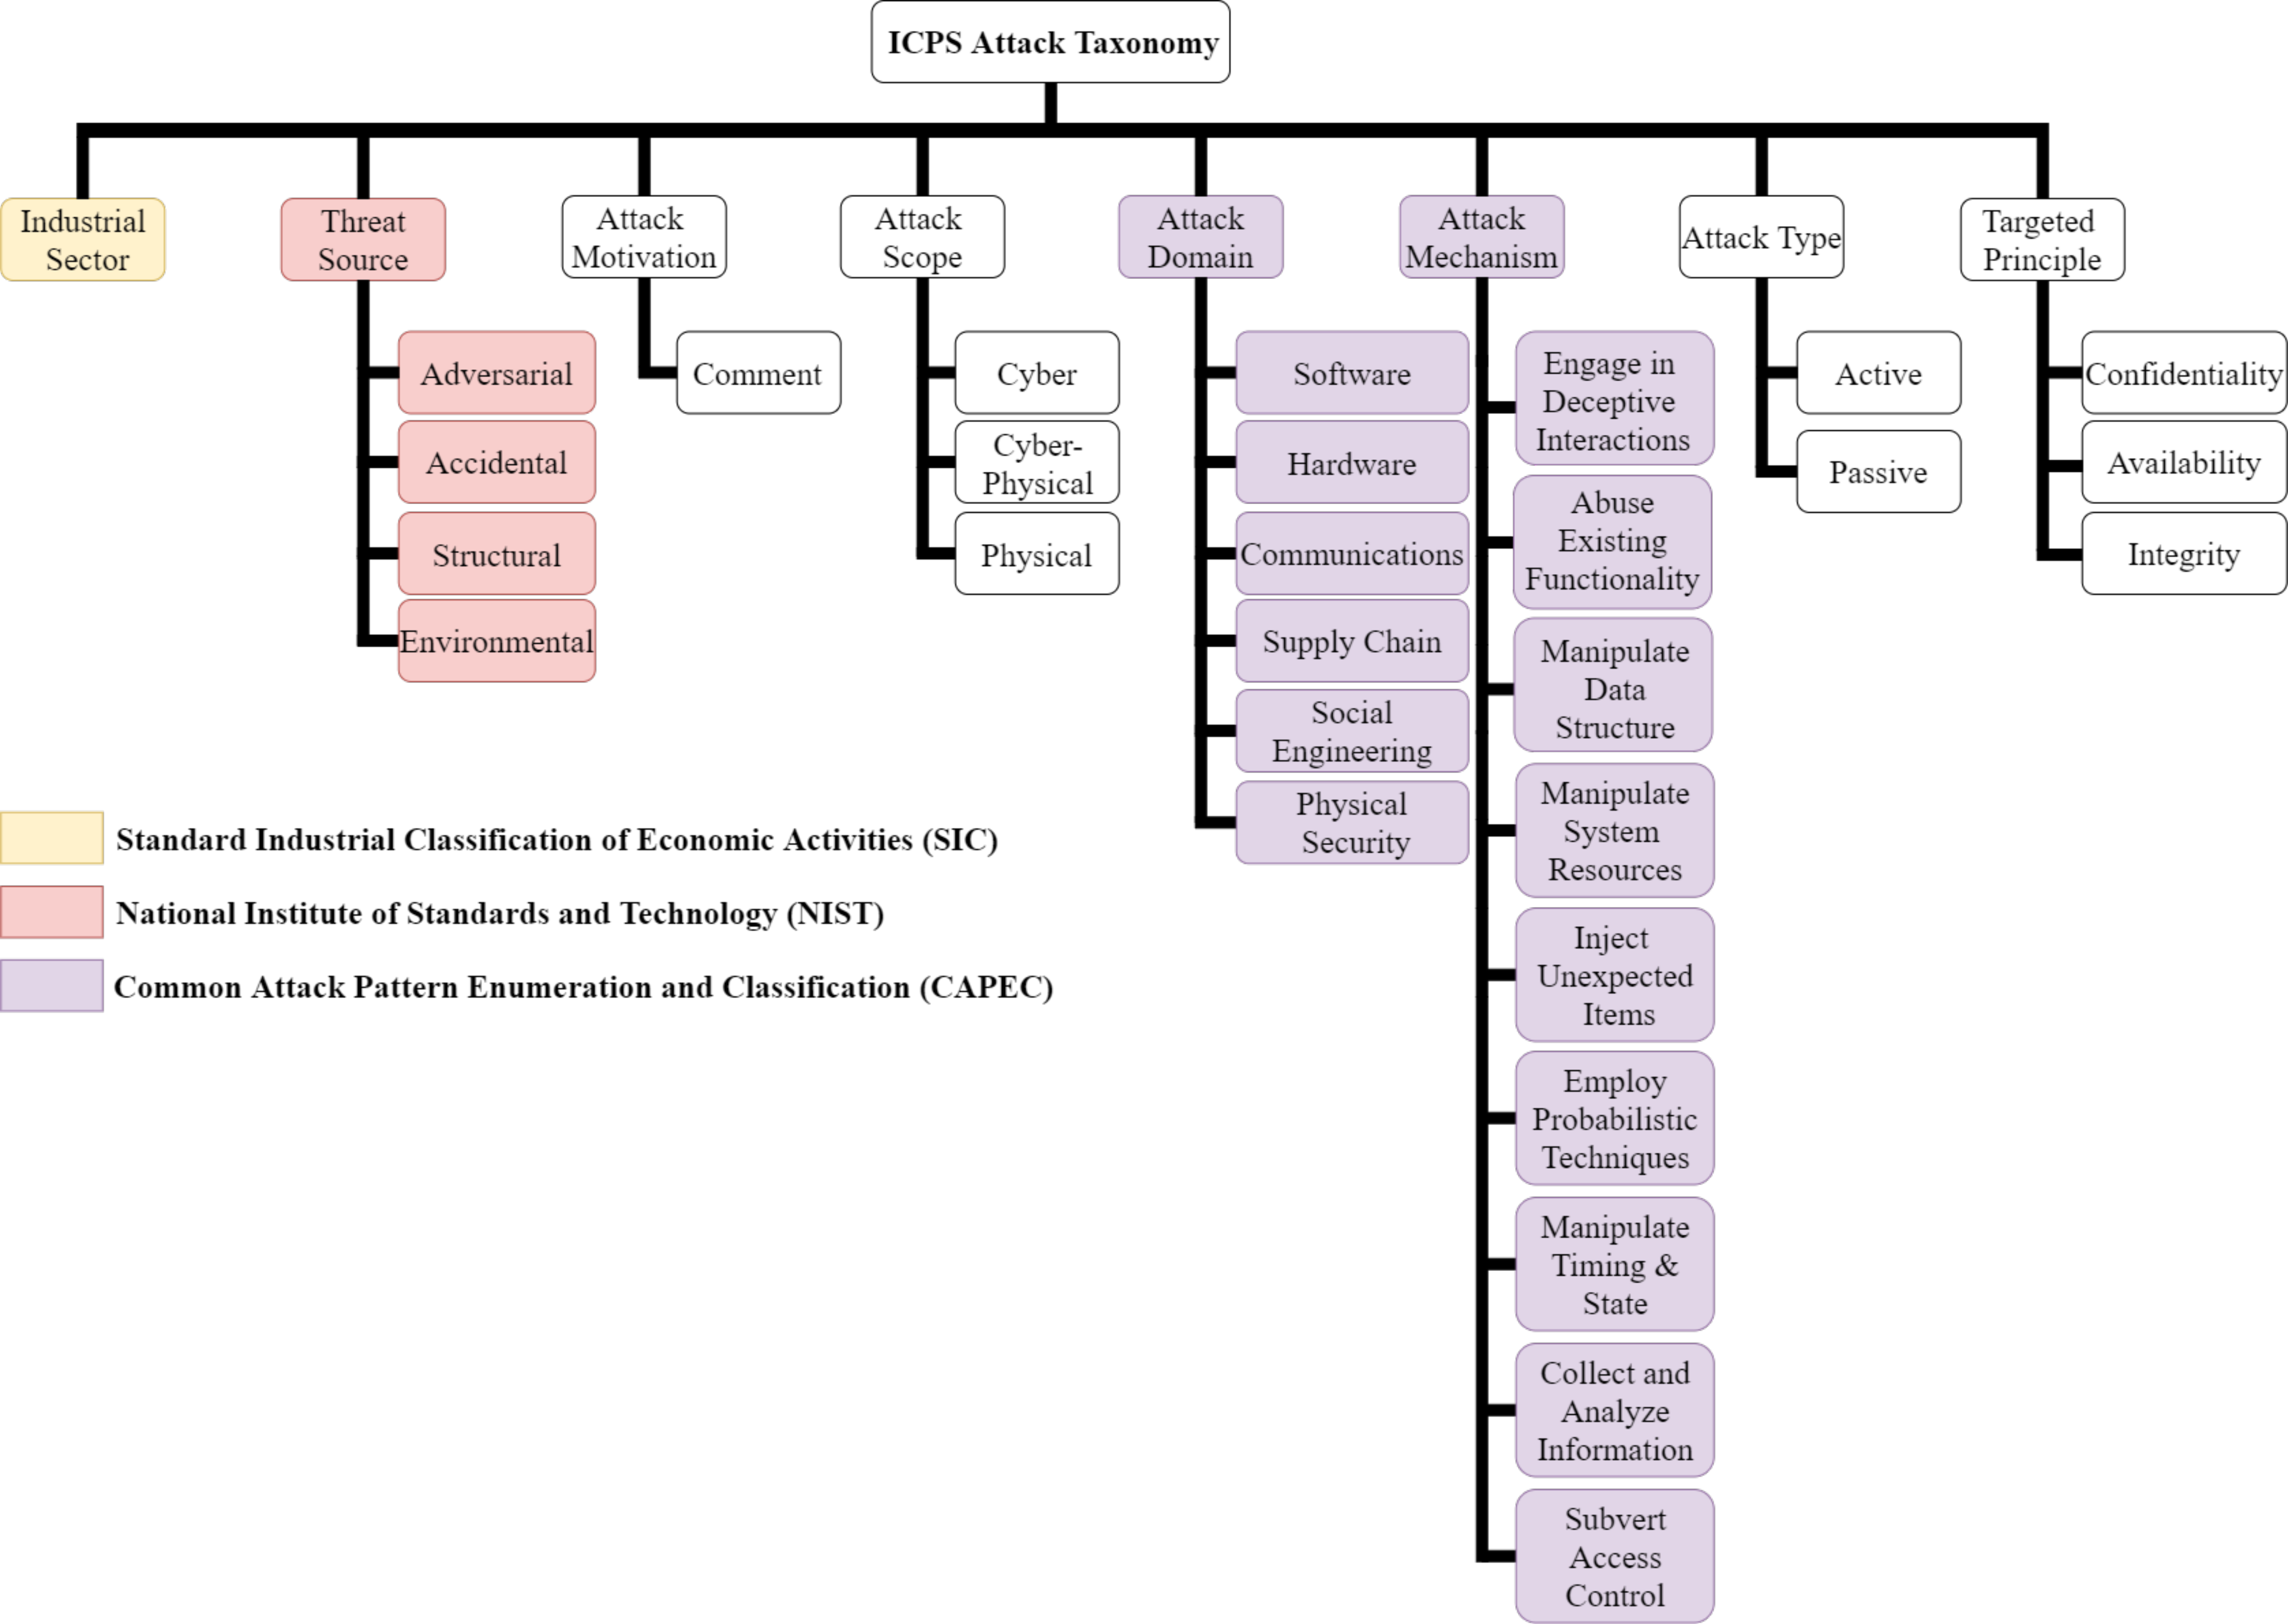 ICPS Attack Taxonomy
Industrial
Sector
Threat
Source
Attack
Motivation
Attack
Scope
Attack
Domain
Attack
Mechanism
Attack Type
Targeted
Principle
Adversarial
Accidental
Structural
Environmental
Comment
Cyber
Cyber-
Physical
Physical
Software
Hardware
Communications
Supply Chain
Social
Engineering
Physical
Security
Engage in
Deceptive
Interactions
Abuse
Existing
Functionality
Manipulate
Data
Structure
Manipulate
System
Resources
Inject
Unexpected
Items
Employ
Probabilistic
Techniques
Manipulate
Timing &
State
Collect and
Analyze
Information
Subvert
Access
Control
Active
Passive
Confidentiality
Availability
Integrity
Standard Industrial Classification of Economic Activities (SIC)
National Institute of Standards and Technology (NIST)
Common Attack Pattern Enumeration and Classification (CAPEC)